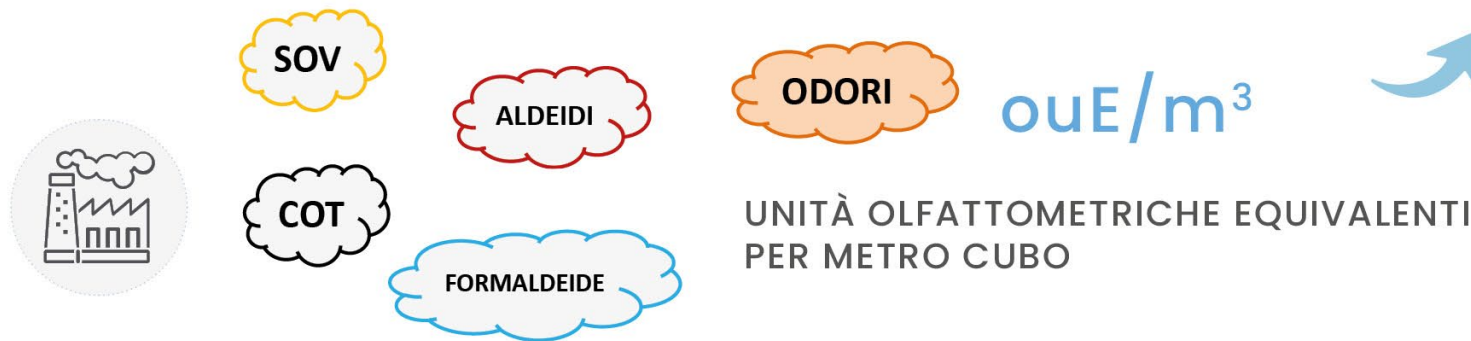 SOV
ALDEIDI
COT
FORMALDEIDE
ODORI
ouE/m³
UNITÀ OLFATTOMETRICHE EQUIVALENTI
PER METRO CUBO